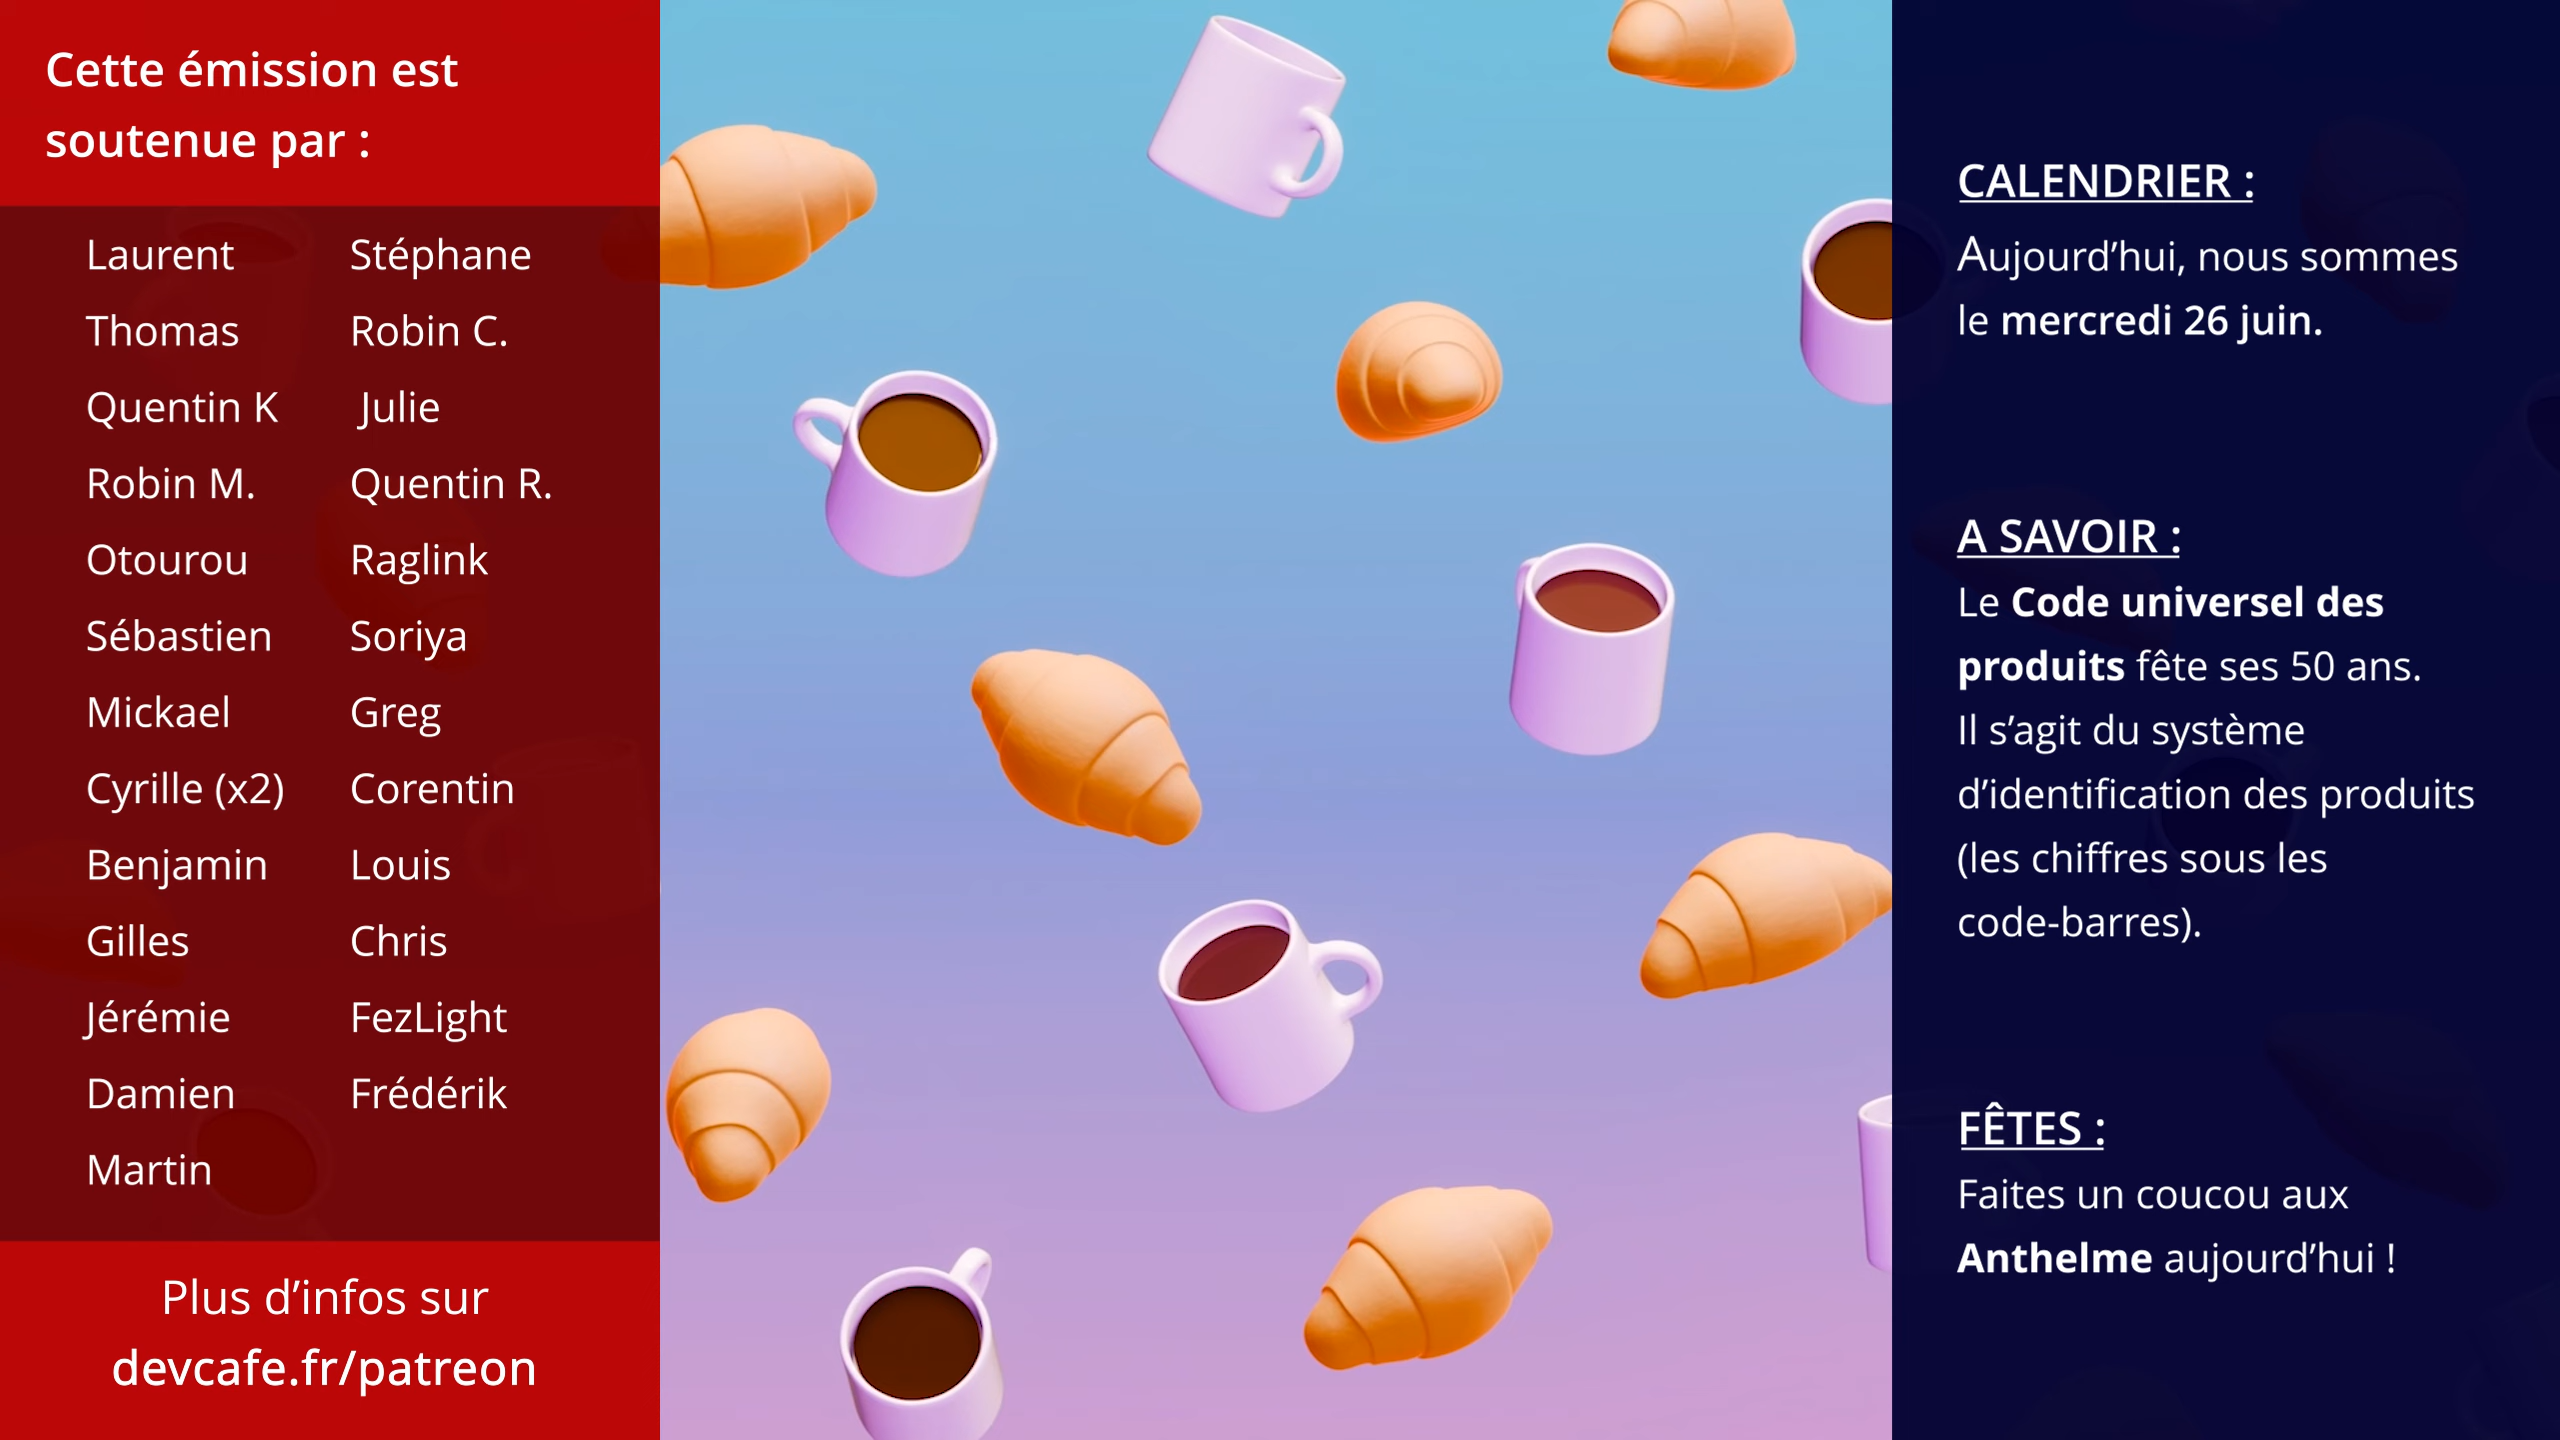 Cette émission est
soutenue par :
Laurent
Thomas
Quentin K
Robin M.
Otourou
Sébastien
Mickael
Cyrille (x2)
Benjamin
Gilles
Jérémie
Damien
Martin
Stéphane
Robin C.
Julie
Quentin R.
Raglink
Soriya
Greg
Corentin
Louis
Chris
FezLight
Frédérik
Plus d’infos sur
devcafe.fr/patreon
CALENDRIER :
Aujourd’hui, nous sommes
le mercredi 26 juin.
A SAVOIR :
Le Code universel des
produits fête ses 50 ans.
Il s’agit du système
d’identification des produits
(les chiffres sous les
code-barres).
FÊTES :
Faites un coucou aux
Anthelme aujourd’hui !